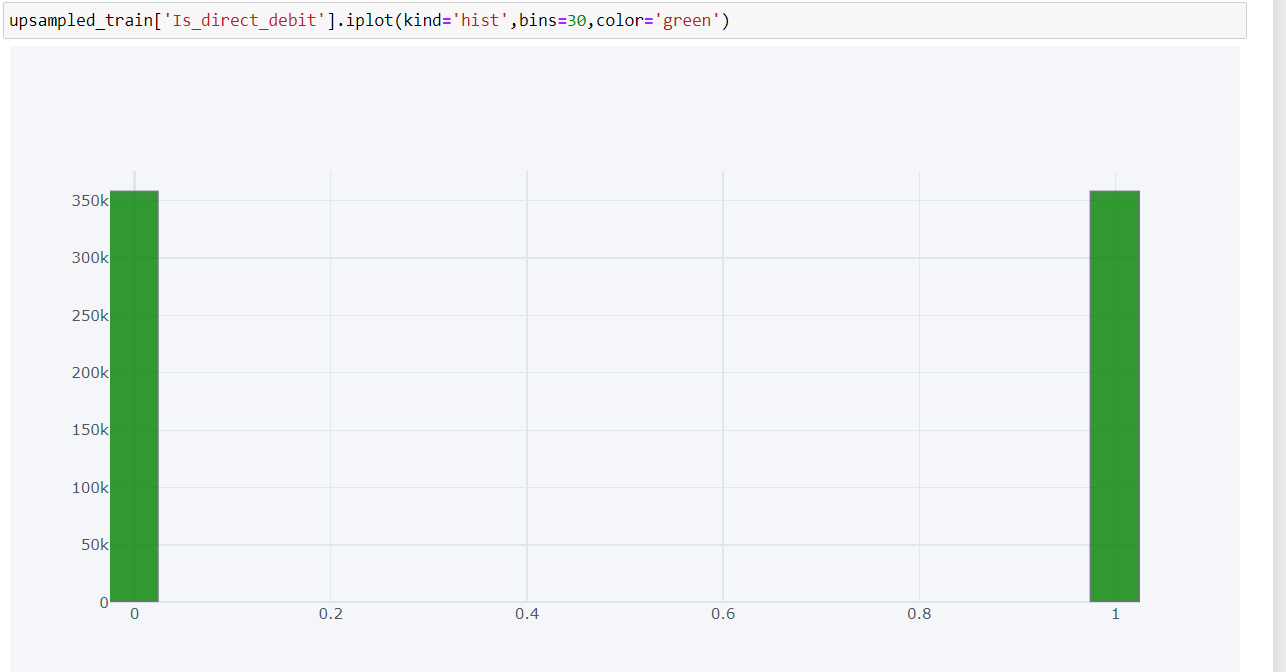 upsampled_train['Is_direct_debit'].iplot(kind='hist',bins=30,color='green')
350k
300k
250k
200k
150k
100k
50k
0
0 0.2 0.4 0.6 0.8 1